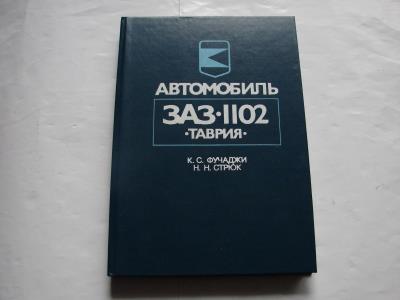 АВТОМОБИЛЬ
ЗАЗ·1102
·ТАВРИЯ·
К. С. ФУЧАДЖИ
Н. Н. СТРЮК